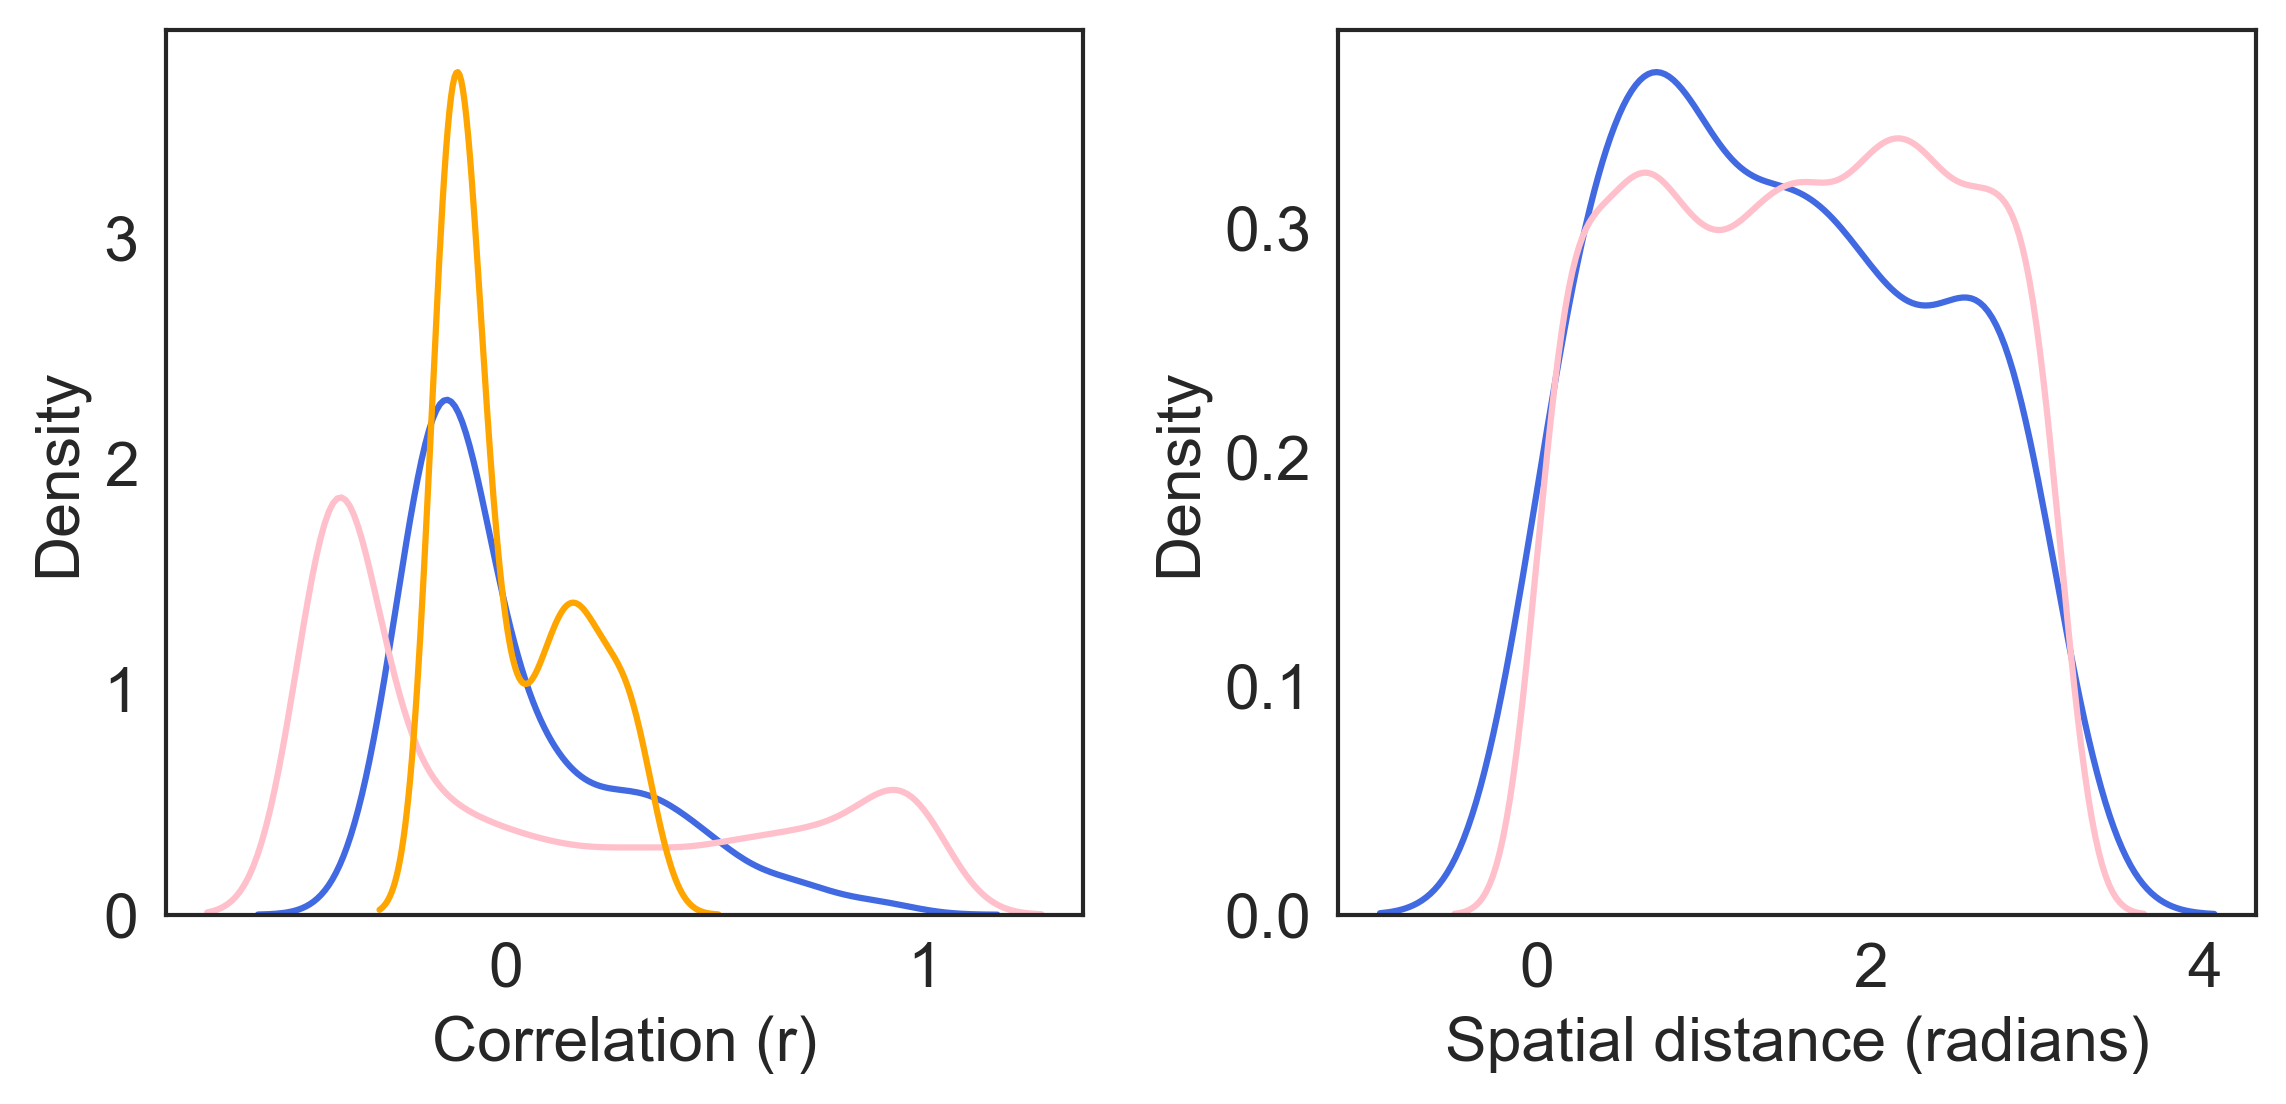 Density
3
2
1
0
0 1
Correlation (r)
Density
0.3
0.2
0.1
0.0
0 2 4
Spatial distance (radians)